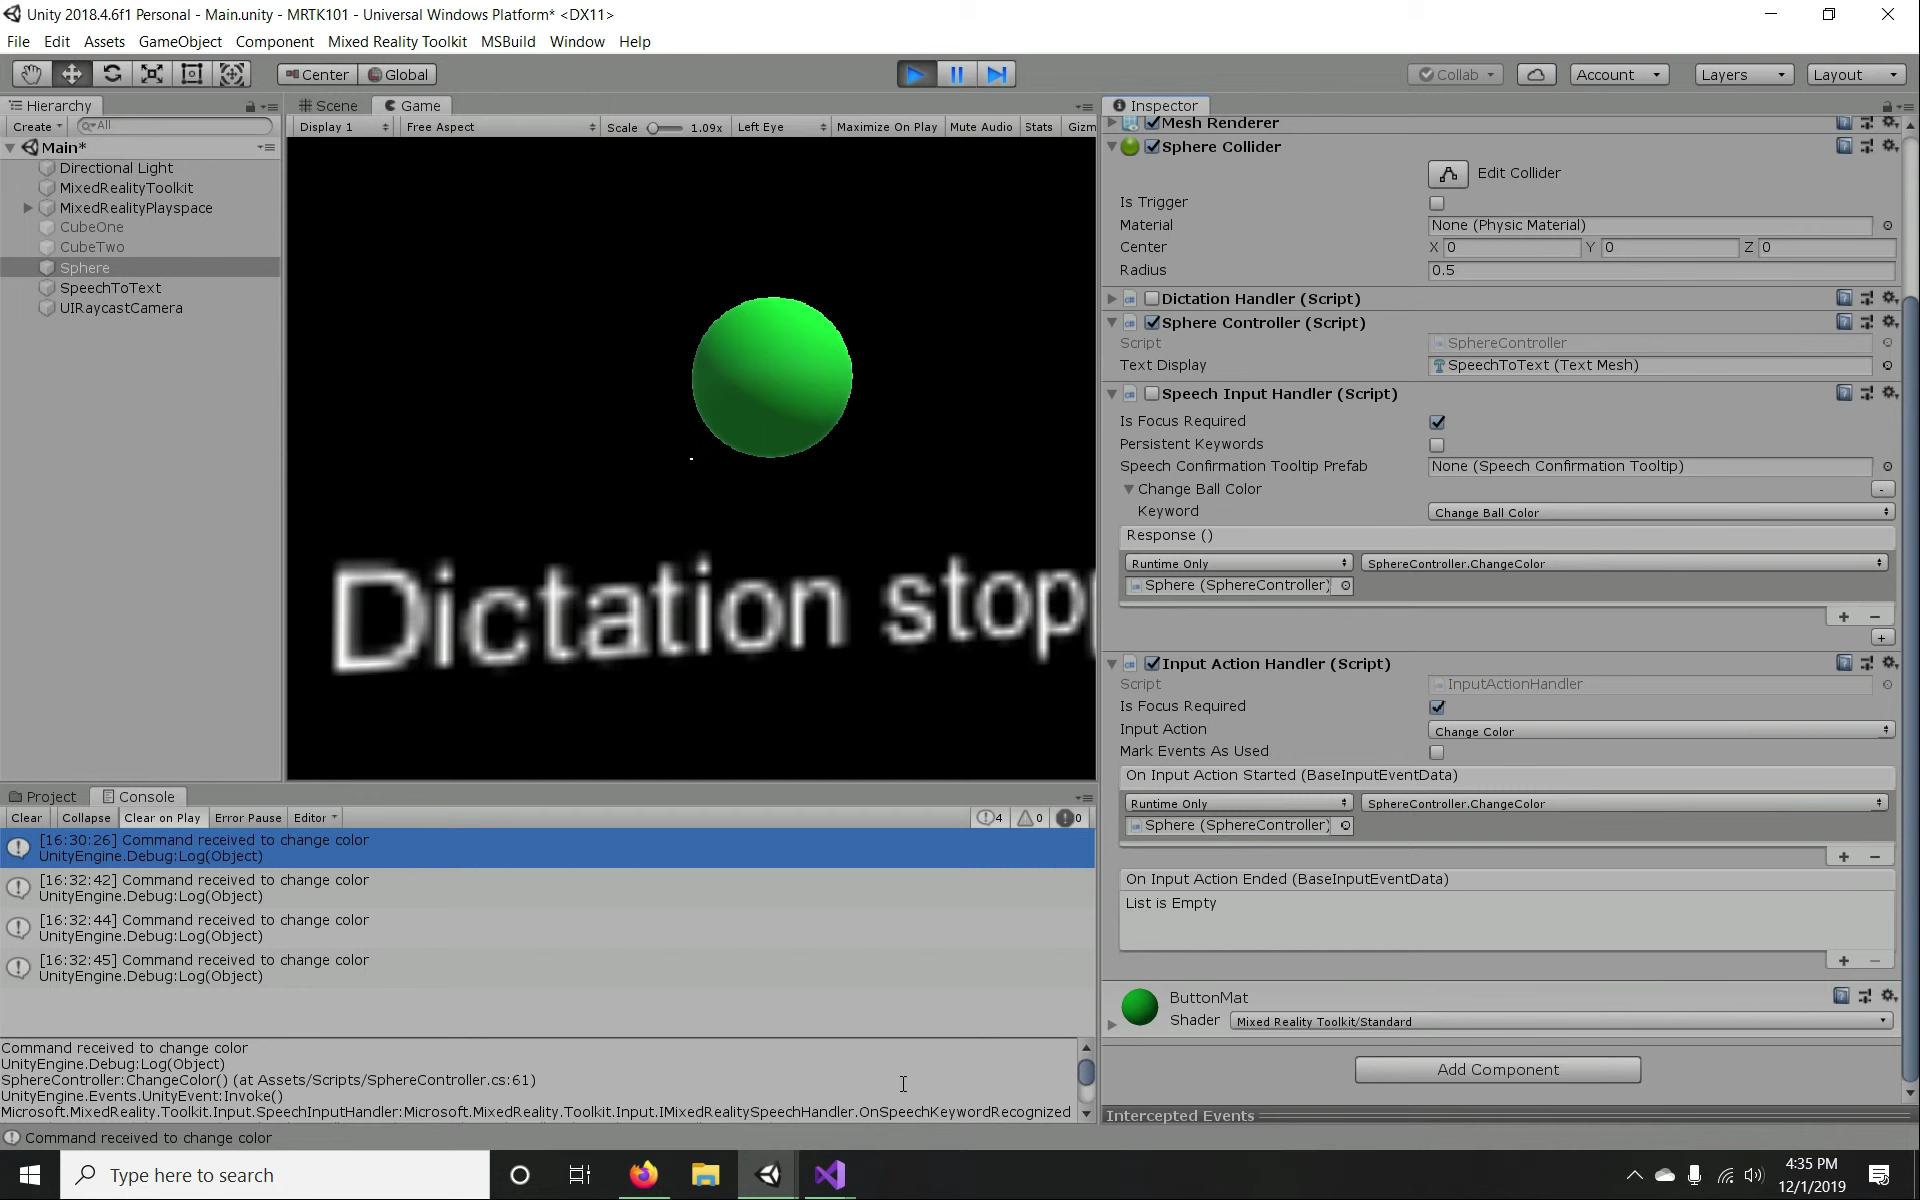 Unity 2018.4.6f1 Personal - Main.unity - MRTK101 - Universal Windows Platform* <DX11>
File Edit Assets GameObject Component Mixed Reality Toolkit MSBuild Window Help
Center Global Collab Account Layers Layout
Hierarchy
Create All
Main*
Directional Light
MixedRealityToolkit
MixedRealityPlayspace
CubeOne
CubeTwo
Sphere
SpeechToText
UIRaycastCamera
Scene Game
Display 1 Free Aspect Scale 1.09x Left Eye Maximize On Play Mute Audio Stats Gizm
Dictation stopp
Inspector
Mesh Renderer
Sphere Collider
Edit Collider
Is Trigger
Material None (Physic Material)
Center X 0 Y 0 Z 0
Radius 0.5
Dictation Handler (Script)
Sphere Controller (Script)
Script SphereController
Text Display SpeechToText (Text Mesh)
Speech Input Handler (Script)
Is Focus Required
Persistent Keywords
Speech Confirmation Tooltip Prefab None (Speech Confirmation Tooltip)
Change Ball Color -
Keyword Change Ball Color
Response ()
Runtime Only SphereController.ChangeColor
Sphere (SphereController)
+ −
+
Input Action Handler (Script)
Script InputActionHandler
Is Focus Required
Input Action Change Color
Mark Events As Used
On Input Action Started (BaseInputEventData)
Runtime Only SphereController.ChangeColor
Sphere (SphereController)
+ −
On Input Action Ended (BaseInputEventData)
List is Empty
+ −
ButtonMat
Shader Mixed Reality Toolkit/Standard
Add Component
Intercepted Events
Project Console
Clear Collapse Clear on Play Error Pause Editor 4 0 0
[16:30:26] Command received to change color
UnityEngine.Debug:Log(Object)
[16:32:42] Command received to change color
UnityEngine.Debug:Log(Object)
[16:32:44] Command received to change color
UnityEngine.Debug:Log(Object)
[16:32:45] Command received to change color
UnityEngine.Debug:Log(Object)
Command received to change color
UnityEngine.Debug:Log(Object)
SphereController:ChangeColor() (at Assets/Scripts/SphereController.cs:61)
UnityEngine.Events.UnityEvent:Invoke()
Microsoft.MixedReality.Toolkit.Input.SpeechInputHandler:Microsoft.MixedReality.Toolkit.Input.IMixedRealitySpeechHandler.OnSpeechKeywordRecognized
Command received to change color
Type here to search
4:35 PM
12/1/2019